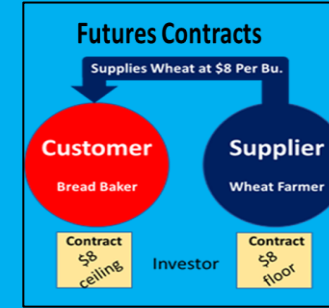 Futures Contracts
Supplies Wheat at $8 Per Bu.
Customer
Bread Baker
Supplier
Wheat Farmer
Contract
$8
ceiling
Investor
Contract
$8
floor